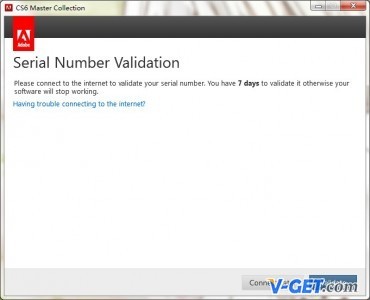 CS6 Master Collection
Adobe
Serial Number Validation
Please connect to the internet to validate your serial number. You have 7 days to validate it otherwise your
software will stop working.
Having trouble connecting to the internet?
V-GET.com